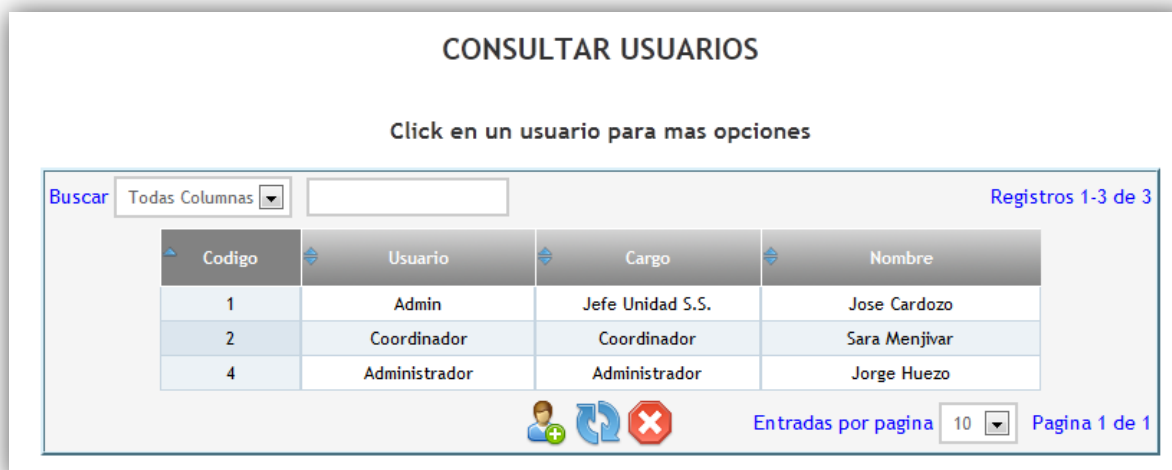 CONSULTAR USUARIOS
Click en un usuario para mas opciones
Buscar Todas Columnas Registros 1-3 de 3
Codigo Usuario Cargo Nombre
1 Admin Jefe Unidad S.S. Jose Cardozo
2 Coordinador Coordinador Sara Menjivar
4 Administrador Administrador Jorge Huezo
Entradas por pagina 10 Pagina 1 de 1